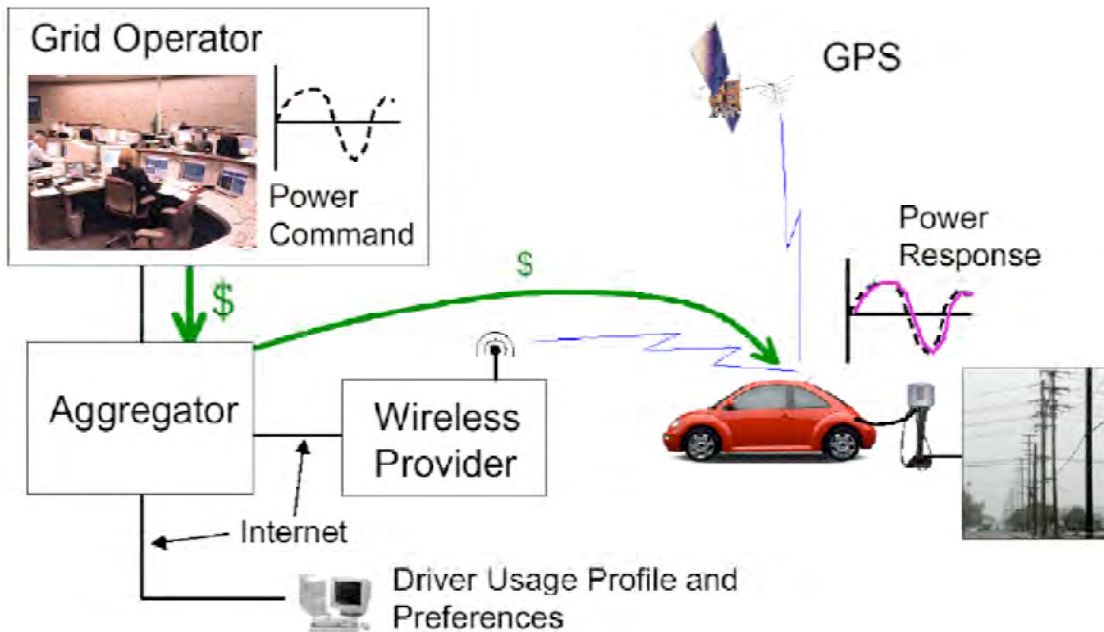 Grid Operator
GPS
Power
Command
Power
Response
$
$
Aggregator
Wireless
Provider
Internet
Driver Usage Profile and
Preferences